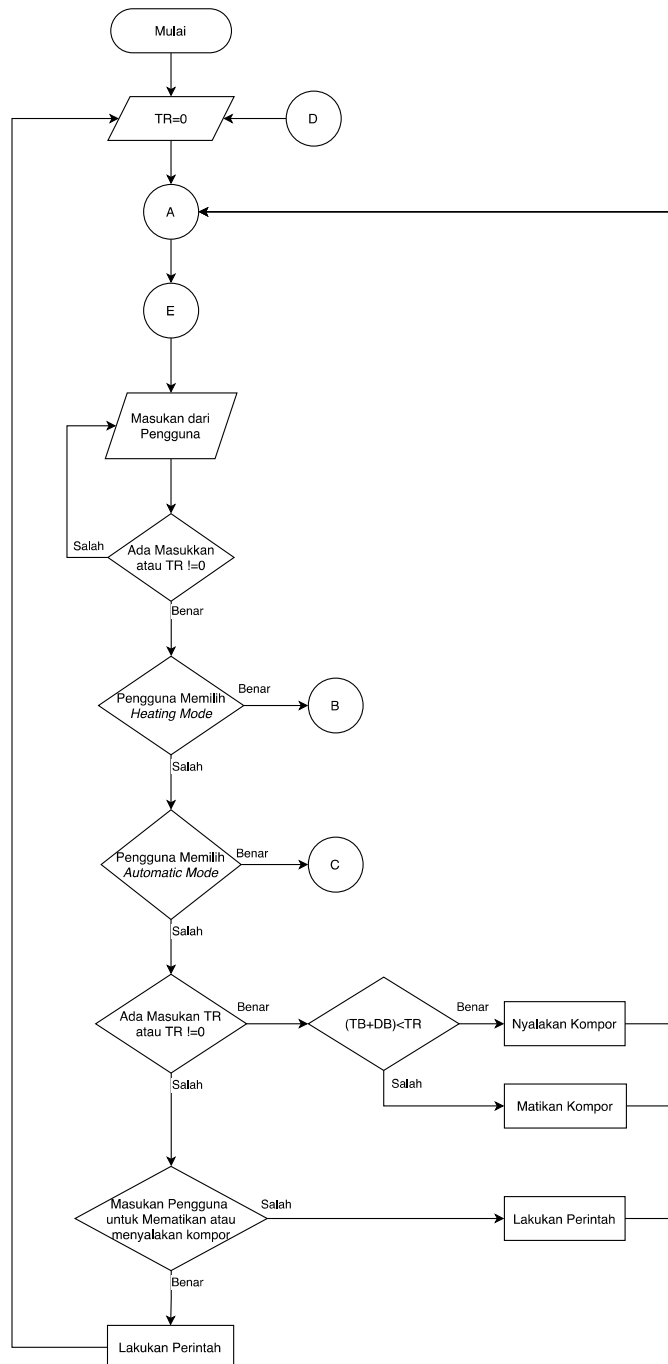 Mulai
TR=0
D
A
E
Masukan dari
Pengguna
Salah
Ada Masukkan
atau TR !=0
Benar
Pengguna Memilih
Heating Mode
Benar
B
Salah
Pengguna Memilih
Automatic Mode
Benar
C
Salah
Ada Masukan TR
atau TR !=0
Benar
(TB+DB)<TR
Benar
Nyalakan Kompor
Salah
Salah
Matikan Kompor
Masukan Pengguna
untuk Mematikan atau
menyalakan kompor
Salah
Lakukan Perintah
Benar
Lakukan Perintah